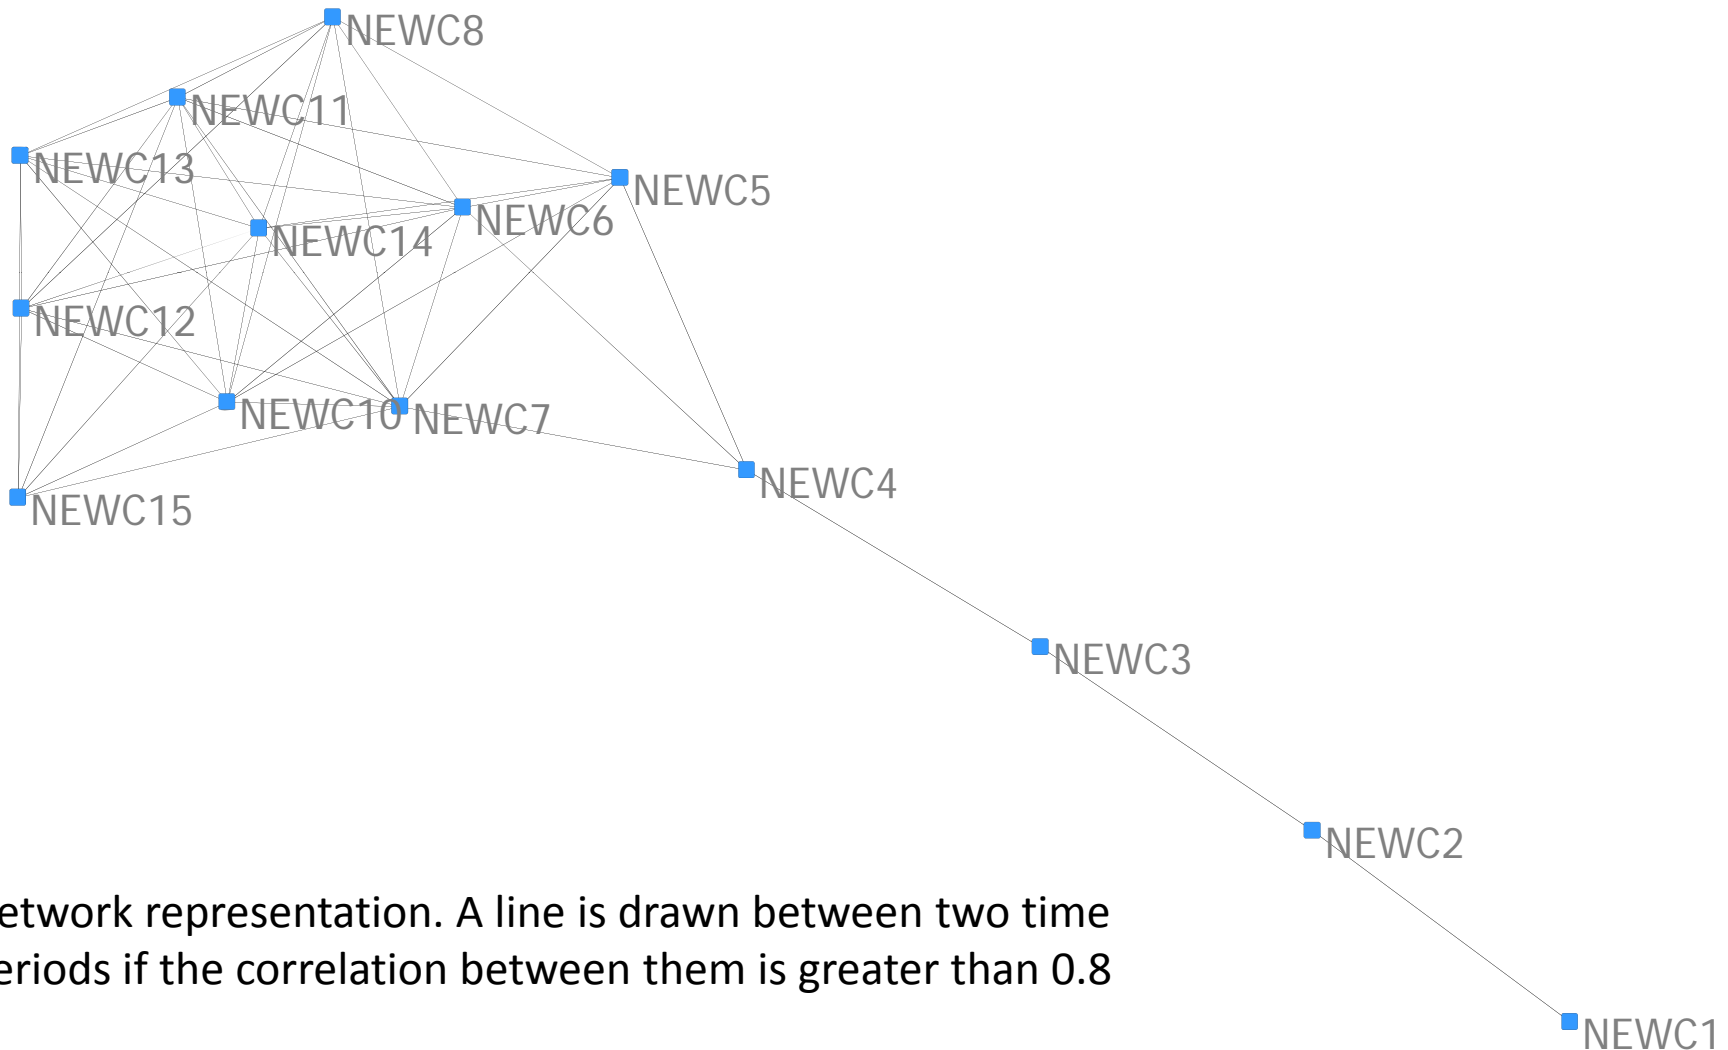 NEWC8
NEWC11
NEWC13
NEWC5
NEWC6
NEWC14
NEWC12
NEWC10
NEWC7
NEWC4
NEWC15
NEWC3
NEWC2
etwork representation. A line is drawn between two time
eriods if the correlation between them is greater than 0.8
NEWC1